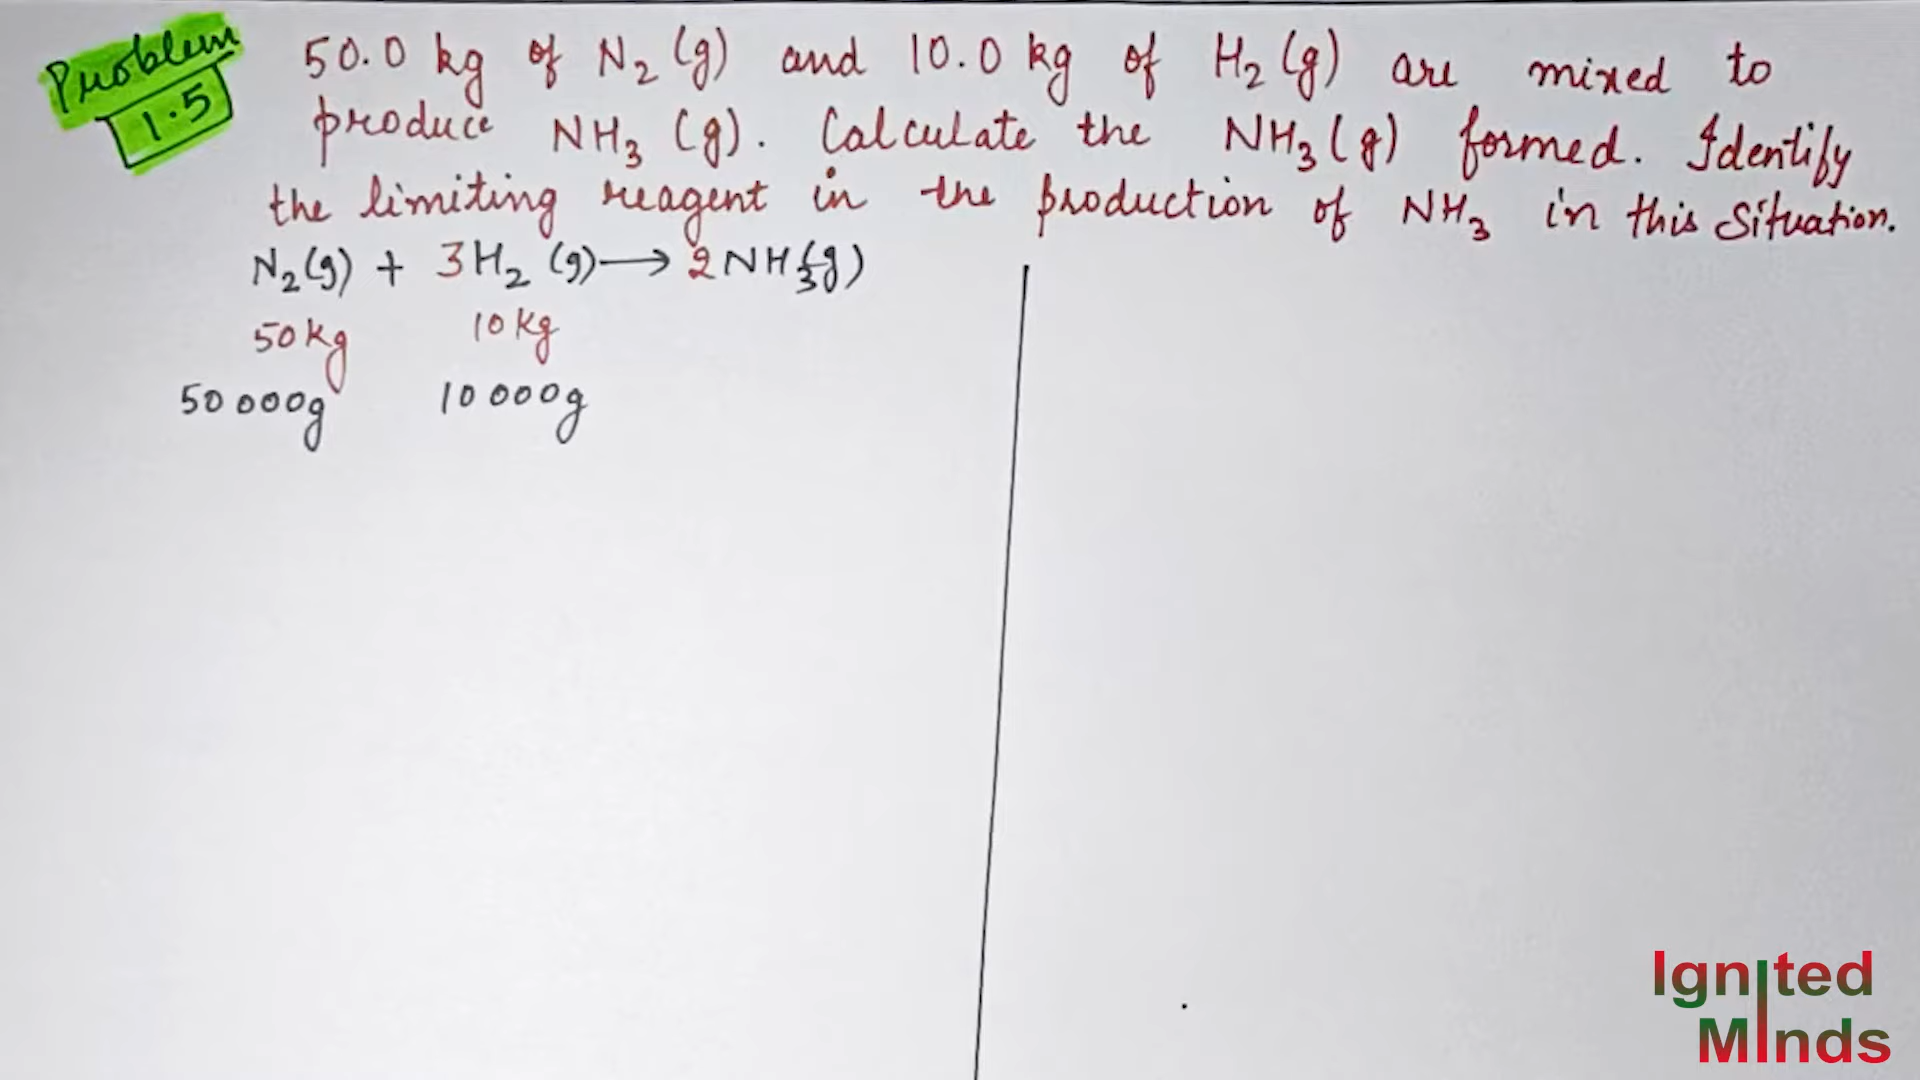 Problem
1.5
50.0 kg of N₂ (g) and 10.0 kg of H₂ (g) are mixed to
produce NH₃ (g). Calculate the NH₃ (g) formed. Identify
the limiting reagent in the production of NH₃ in this situation.
N₂(g) + 3H₂ (g) → 2NH₃(g)
50kg 10kg
50000g 10000g
Ignited
Minds